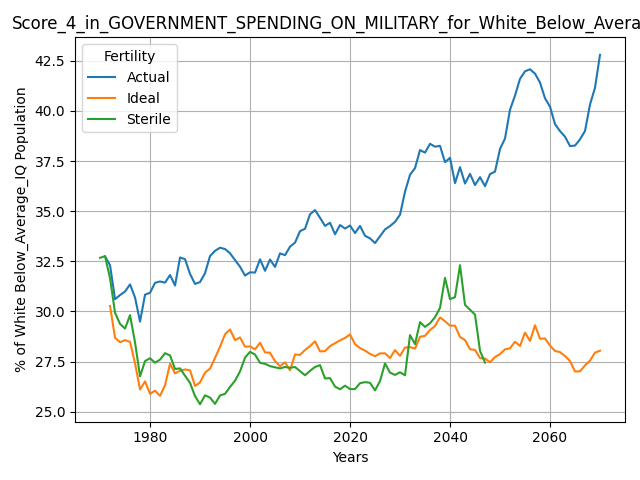 Score_4_in_GOVERNMENT_SPENDING_ON_MILITARY_for_White_Below_Avera
Fertility
Actual
Ideal
Sterile
% of White Below_Average_IQ Population
42.5
40.0
37.5
35.0
32.5
30.0
27.5
25.0
1980
2000
2020
2040
2060
Years